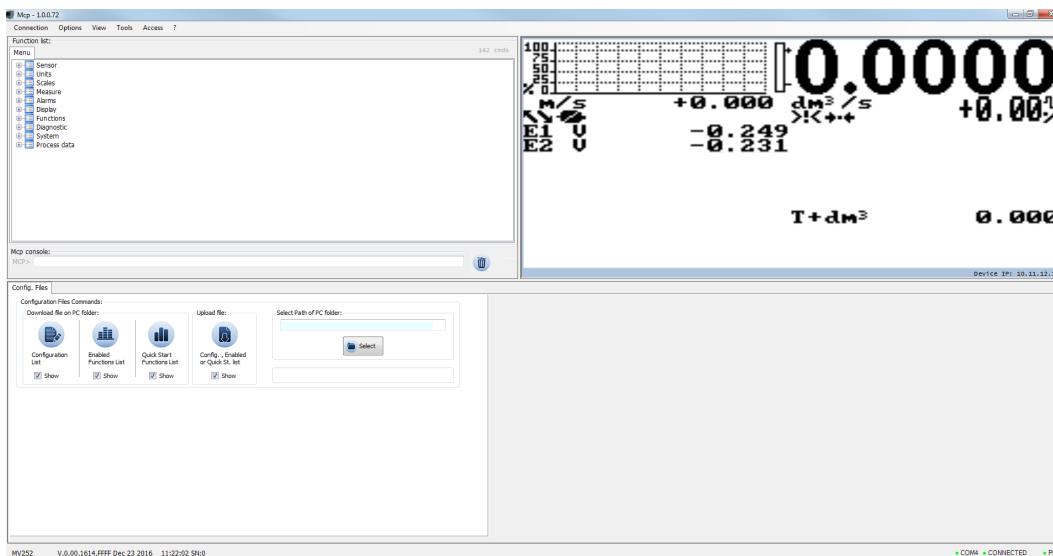 Mcp - 1.0.0.72
Connection Options View Tools Access ?
Function list:
Menu
162 cmds
Sensor
Units
Scales
Measure
Alarms
Display
Functions
Diagnostic
System
Process data
Mcp console:
MCP>
100
75
50
25
% 0
+
-
0.0000
m/s +0.000 dm³/s +0.00
>!<
E1 V -0.249
E2 V -0.231
T+dm³ 0.000
Device IP: 10.11.12.
Config. Files
Configuration Files Commands:
Download file on PC folder:
Configuration List
Show
Enabled Functions List
Show
Quick Start Functions List
Show
Upload file:
Config. , Enabled or Quick St. list
Show
Select Path of PC folder:
Select
MV252 V.0.00.1614.FFFF Dec 23 2016 11:22:02 SN:0
COM4 CONNECTED